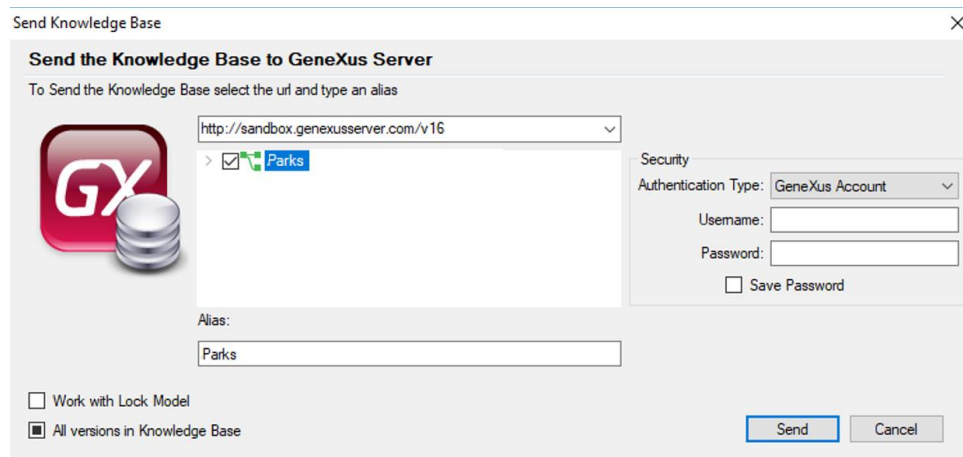 Send Knowledge Base
Send the Knowledge Base to GeneXus Server
To Send the Knowledge Base select the url and type an alias
GX
http://sandbox.genexusserver.com/v16
Parks
Security
Authentication Type: GeneXus Account
Username:
Password:
Save Password
Alias:
Parks
Work with Lock Model
All versions in Knowledge Base
Send Cancel